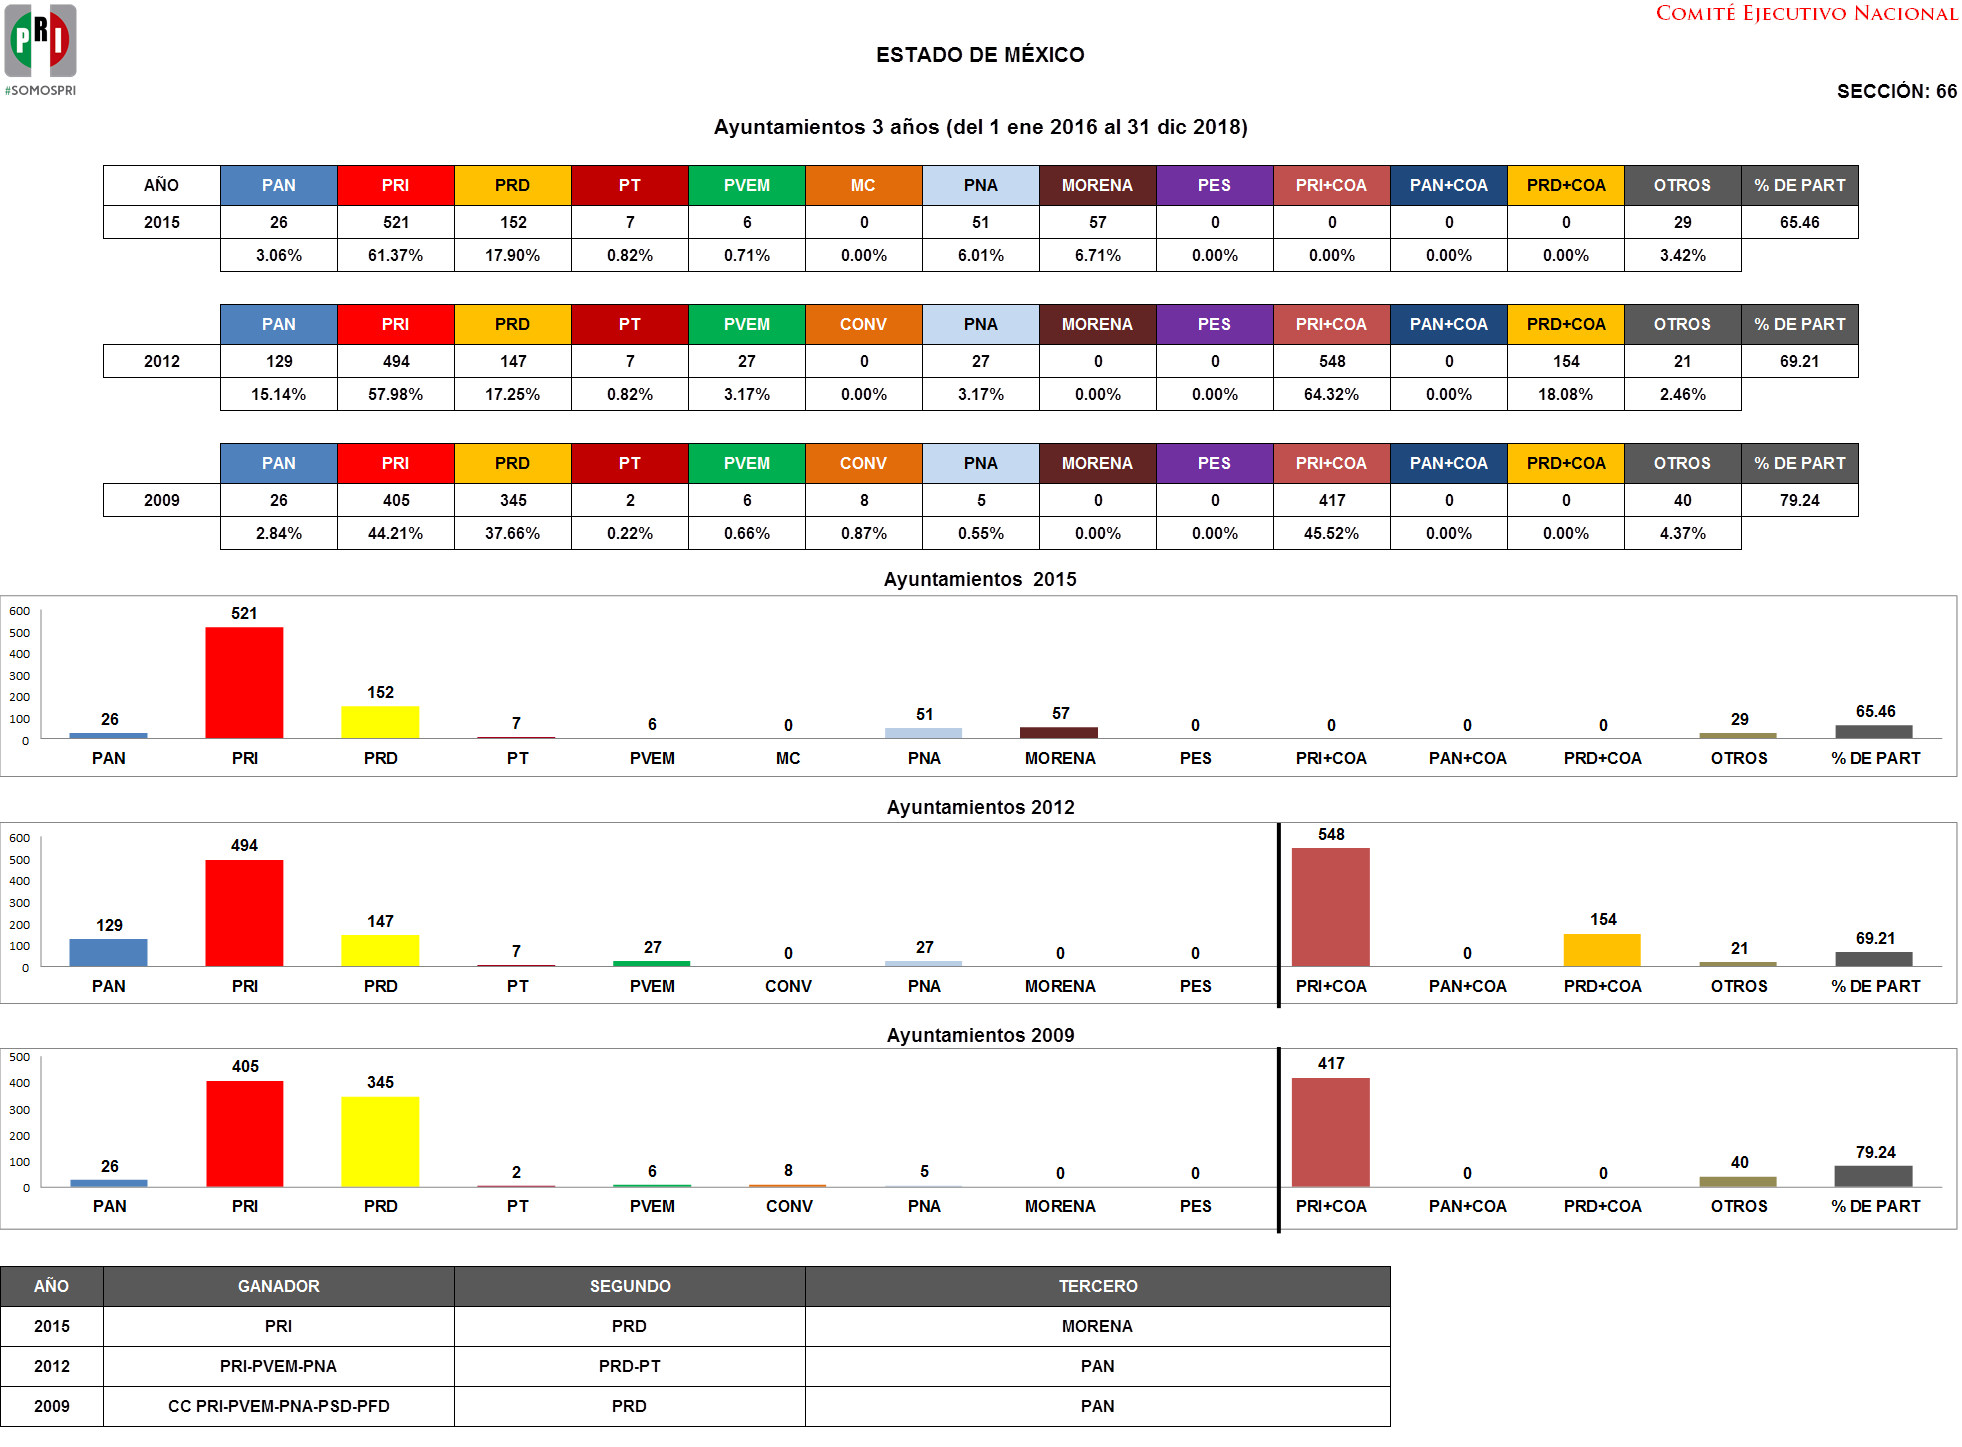 PRI
#SOMOSPRI
COMITÉ EJECUTIVO NACIONAL
ESTADO DE MÉXICO
SECCIÓN: 66
Ayuntamientos 3 años (del 1 ene 2016 al 31 dic 2018)
AÑO PAN PRI PRD PT PVEM MC PNA MORENA PES PRI+COA PAN+COA PRD+COA OTROS % DE PART
2015 26 521 152 7 6 0 51 57 0 0 0 0 29 65.46
3.06% 61.37% 17.90% 0.82% 0.71% 0.00% 6.01% 6.71% 0.00% 0.00% 0.00% 0.00% 3.42%
PAN PRI PRD PT PVEM CONV PNA MORENA PES PRI+COA PAN+COA PRD+COA OTROS % DE PART
2012 129 494 147 7 27 0 27 0 0 548 0 154 21 69.21
15.14% 57.98% 17.25% 0.82% 3.17% 0.00% 3.17% 0.00% 0.00% 64.32% 0.00% 18.08% 2.46%
PAN PRI PRD PT PVEM CONV PNA MORENA PES PRI+COA PAN+COA PRD+COA OTROS % DE PART
2009 26 405 345 2 6 8 5 0 0 417 0 0 40 79.24
2.84% 44.21% 37.66% 0.22% 0.66% 0.87% 0.55% 0.00% 0.00% 45.52% 0.00% 0.00% 4.37%
Ayuntamientos 2015
600
500
400
300
200
100
0
26 521 152 7 6 0 51 57 0 0 0 0 29 65.46
PAN PRI PRD PT PVEM MC PNA MORENA PES PRI+COA PAN+COA PRD+COA OTROS % DE PART
Ayuntamientos 2012
600
500
400
300
200
100
0
129 494 147 7 27 0 27 0 0 548 0 154 21 69.21
PAN PRI PRD PT PVEM CONV PNA MORENA PES PRI+COA PAN+COA PRD+COA OTROS % DE PART
Ayuntamientos 2009
500
400
300
200
100
0
26 405 345 2 6 8 5 0 0 417 0 0 40 79.24
PAN PRI PRD PT PVEM CONV PNA MORENA PES PRI+COA PAN+COA PRD+COA OTROS % DE PART
AÑO GANADOR SEGUNDO TERCERO
2015 PRI PRD MORENA
2012 PRI-PVEM-PNA PRD-PT PAN
2009 CC PRI-PVEM-PNA-PSD-PFD PRD PAN